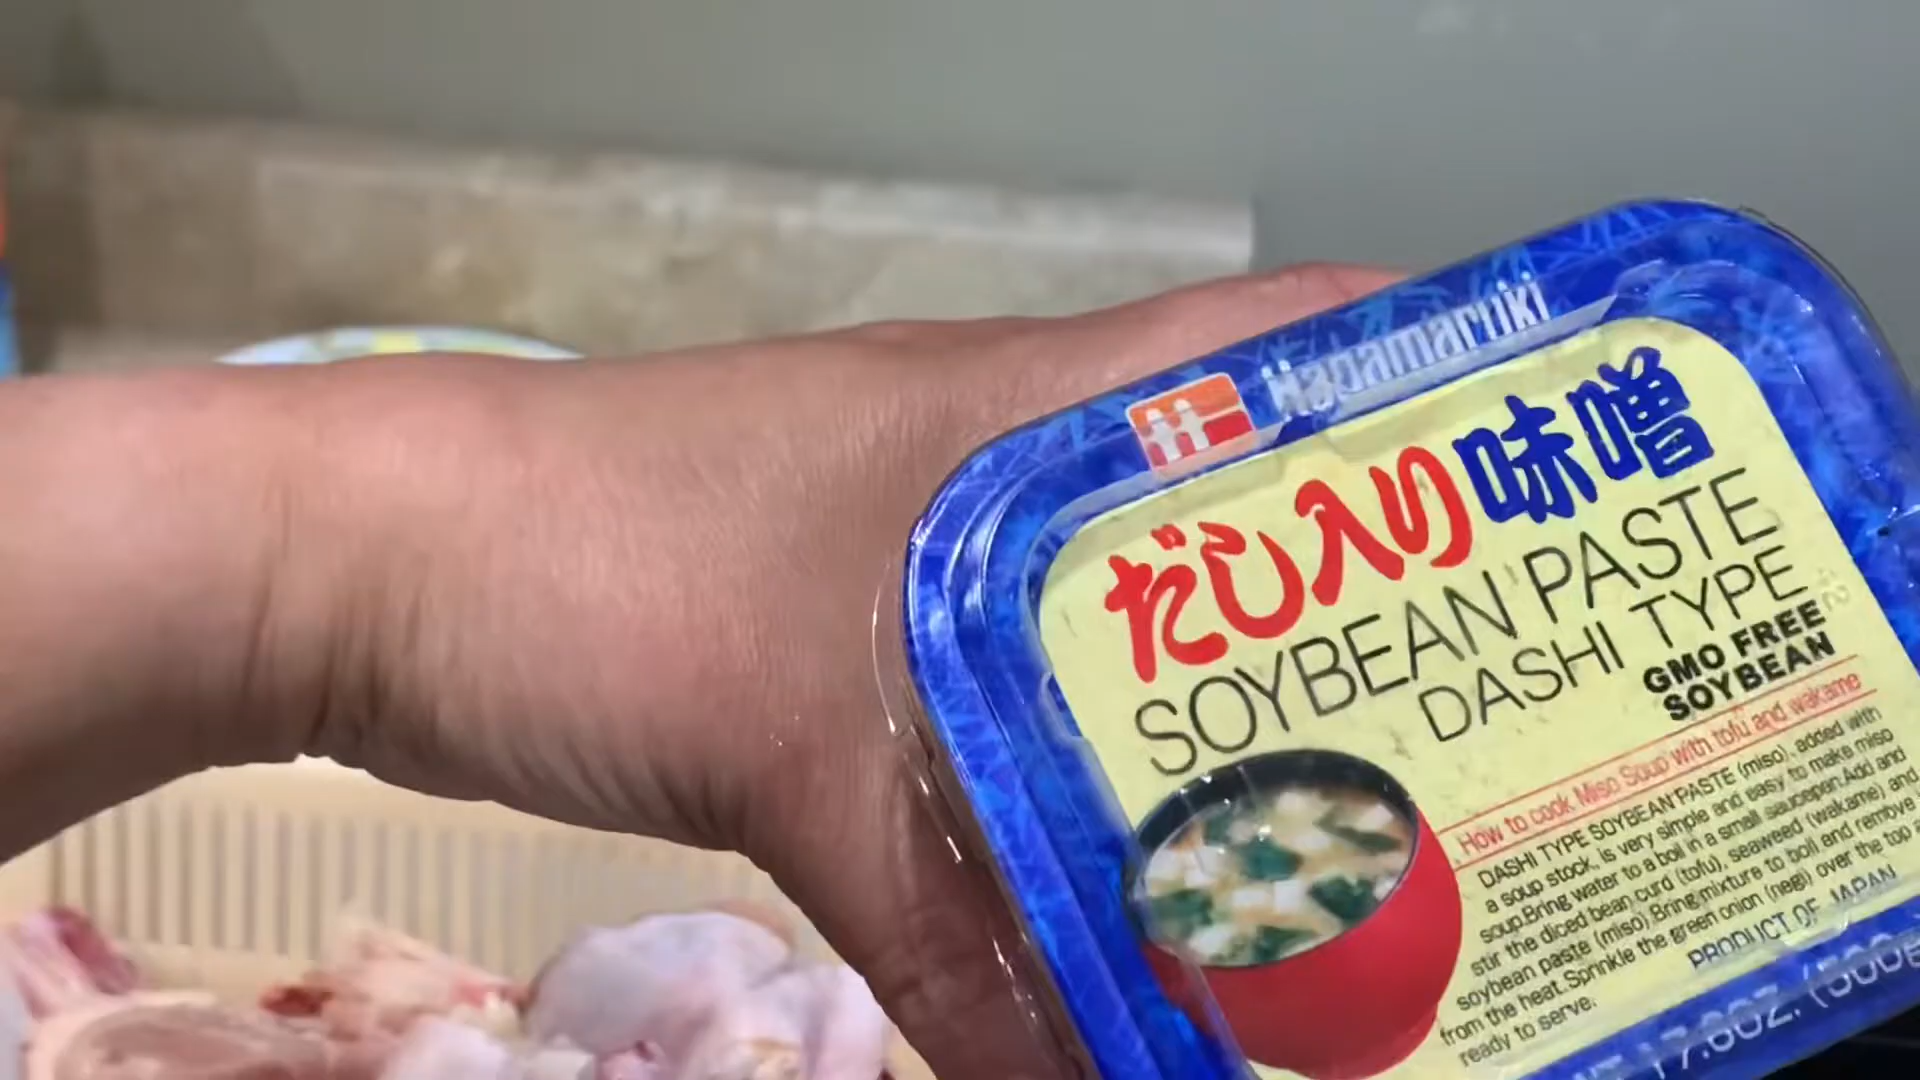 Hanamaruki
だし入り味噌
SOYBEAN PASTE
DASHI TYPE
GMO FREE
SOYBEAN
How to cook Miso Soup with tofu and wakame
DASHI TYPE SOYBEAN PASTE (miso), added with
a soup stock, is very simple and easy to make miso
soup.Bring water to a boil in a small saucepan.Add and
stir the diced bean curd (tofu), seaweed (wakame) and
soybean paste (miso).Bring mixture to boil and remove
from the heat.Sprinkle the green onion (negi) over the top
ready to serve.
PRODUCT OF JAPAN
17.6OZ. (500g